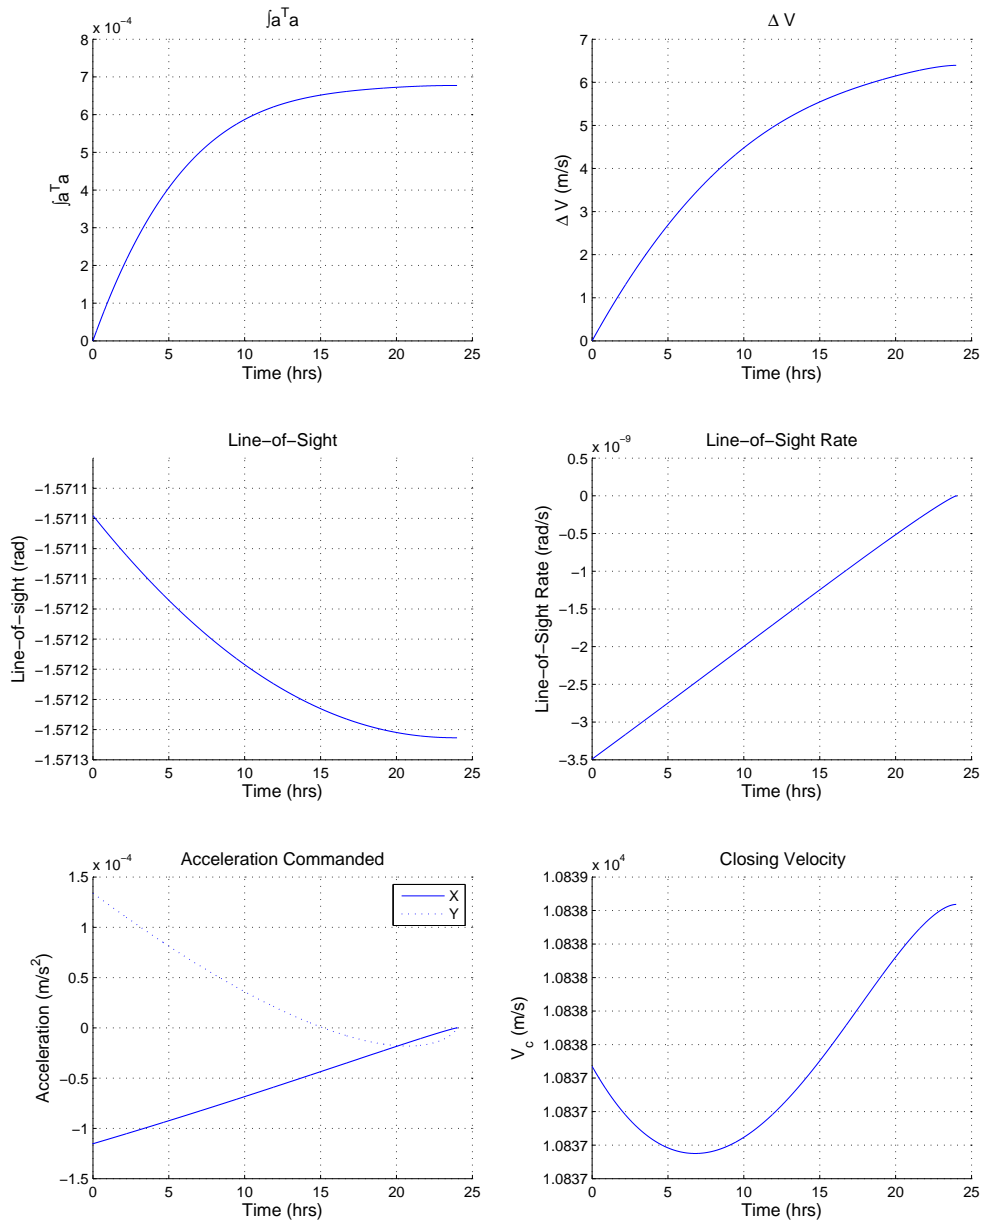 ∫aᵀa
x 10⁻⁴
8
7
6
5
4
3
2
1
0
∫aᵀa
0 5 10 15 20 25
Time (hrs)
Δ V
7
6
5
4
3
2
1
0
Δ V (m/s)
0 5 10 15 20 25
Time (hrs)
Line−of−Sight
−1.5711
−1.5711
−1.5711
−1.5711
−1.5712
−1.5712
−1.5712
−1.5712
−1.5712
−1.5713
Line−of−sight (rad)
0 5 10 15 20 25
Time (hrs)
Line−of−Sight Rate
x 10⁻⁹
0.5
0
−0.5
−1
−1.5
−2
−2.5
−3
−3.5
Line−of−Sight Rate (rad/s)
0 5 10 15 20 25
Time (hrs)
Acceleration Commanded
x 10⁻⁴
1.5
1
0.5
0
−0.5
−1
−1.5
Acceleration (m/s²)
X
Y
0 5 10 15 20 25
Time (hrs)
Closing Velocity
x 10⁴
1.0839
1.0838
1.0838
1.0838
1.0838
1.0838
1.0837
1.0837
1.0837
1.0837
V_c (m/s)
0 5 10 15 20 25
Time (hrs)